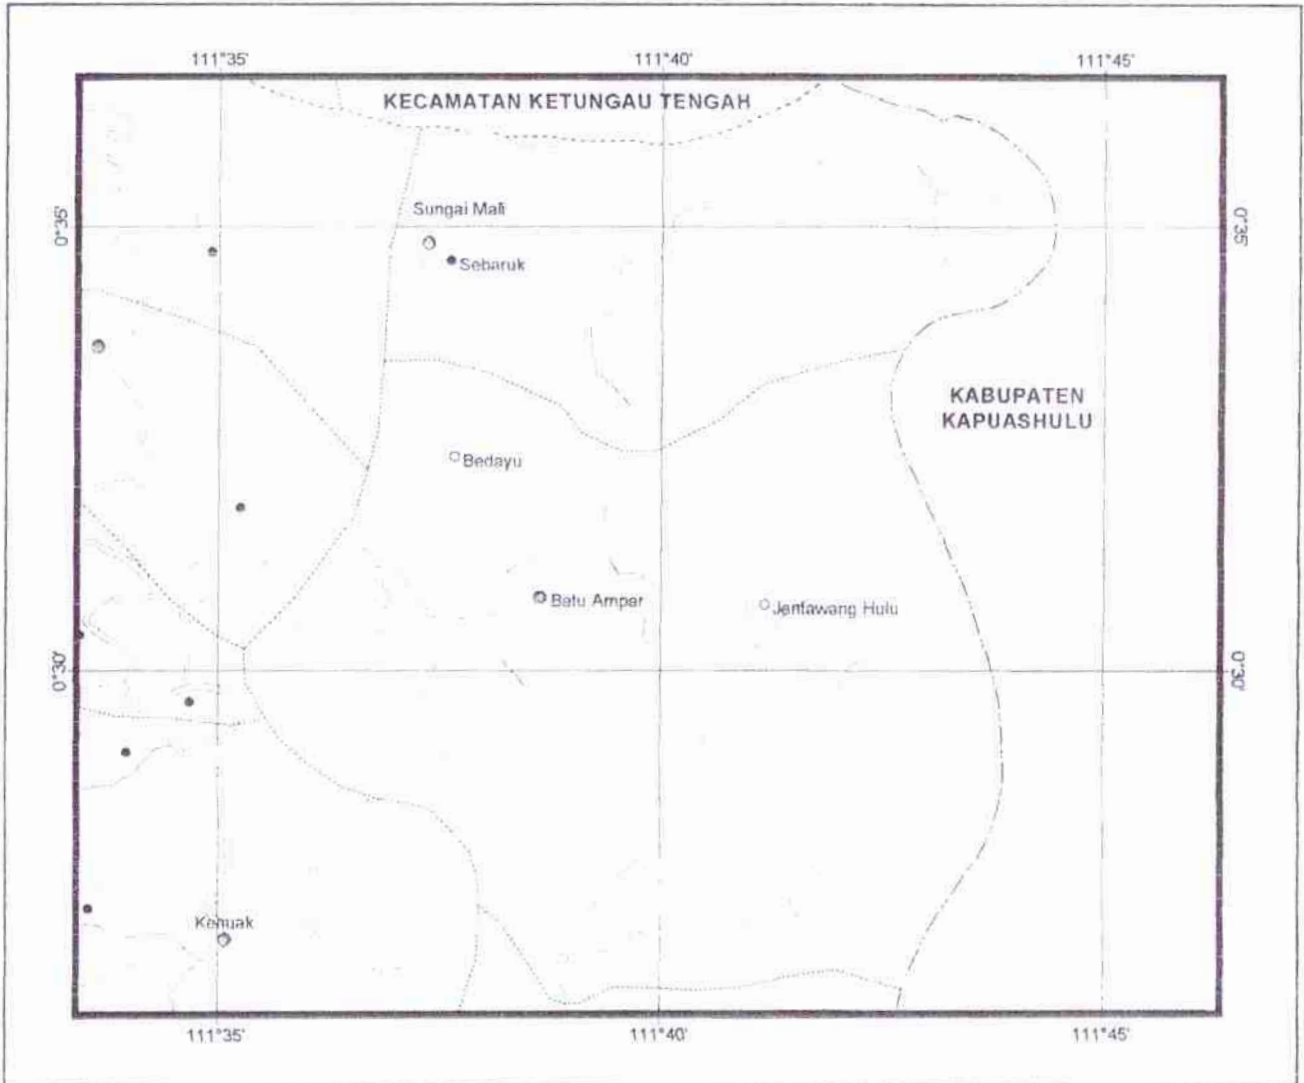 111°35'
111°40'
111°45'
KECAMATAN KETUNGAU TENGAH
Sungai Mali
0°35'
0°35'
Sebaruk
KABUPATEN
KAPUASHULU
Bedayu
Batu Ampar
Jentawang Hulu
0°30'
0°30'
Kenuak
111°35'
111°40'
111°45'